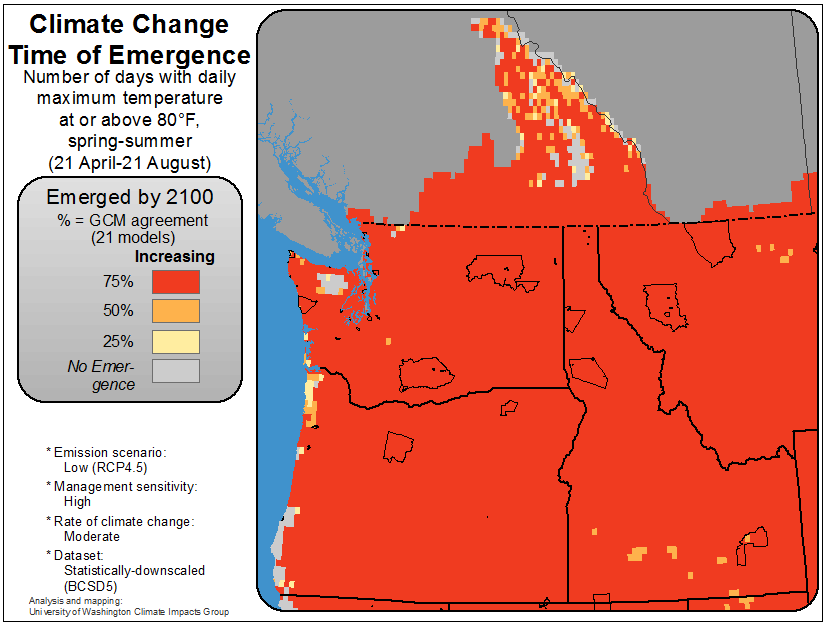 Climate Change
Time of Emergence
Number of days with daily
maximum temperature
at or above 80°F,
spring-summer
(21 April-21 August)
Emerged by 2100
% = GCM agreement
(21 models)
Increasing
75%
50%
25%
No Emer-
gence
* Emission scenario:
Low (RCP4.5)
* Management sensitivity:
High
* Rate of climate change:
Moderate
* Dataset:
Statistically-downscaled
(BCSD5)
Analysis and mapping:
University of Washington Climate Impacts Group